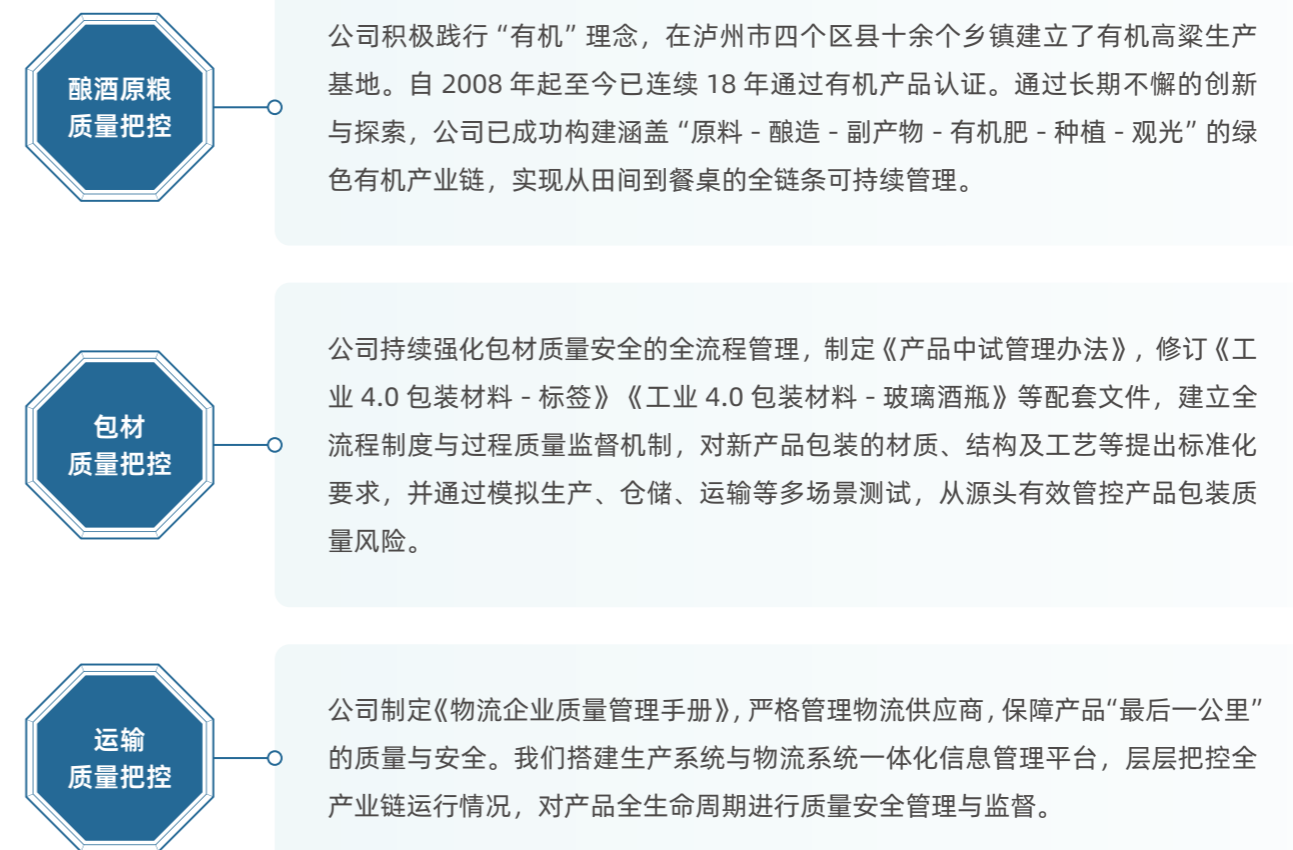 酿酒原粮
质量把控
公司积极践行“有机”理念，在泸州市四个区县十余个乡镇建立了有机高粱生产
基地。自 2008 年起至今已连续 18 年通过有机产品认证。通过长期不懈的创新
与探索，公司已成功构建涵盖“原料 - 酿造 - 副产物 - 有机肥 - 种植 - 观光”的绿
色有机产业链，实现从田间到餐桌的全链条可持续管理。
包材
质量把控
公司持续强化包材质量安全的全流程管理，制定《产品中试管理办法》，修订《工
业 4.0 包装材料 - 标签》《工业 4.0 包装材料 - 玻璃酒瓶》等配套文件，建立全
流程制度与过程质量监督机制，对新产品包装的材质、结构及工艺等提出标准化
要求，并通过模拟生产、仓储、运输等多场景测试，从源头有效管控产品包装质
量风险。
运输
质量把控
公司制定《物流企业质量管理手册》，严格管理物流供应商，保障产品“最后一公里”
的质量与安全。我们搭建生产系统与物流系统一体化信息管理平台，层层把控全
产业链运行情况，对产品全生命周期进行质量安全管理与监督。